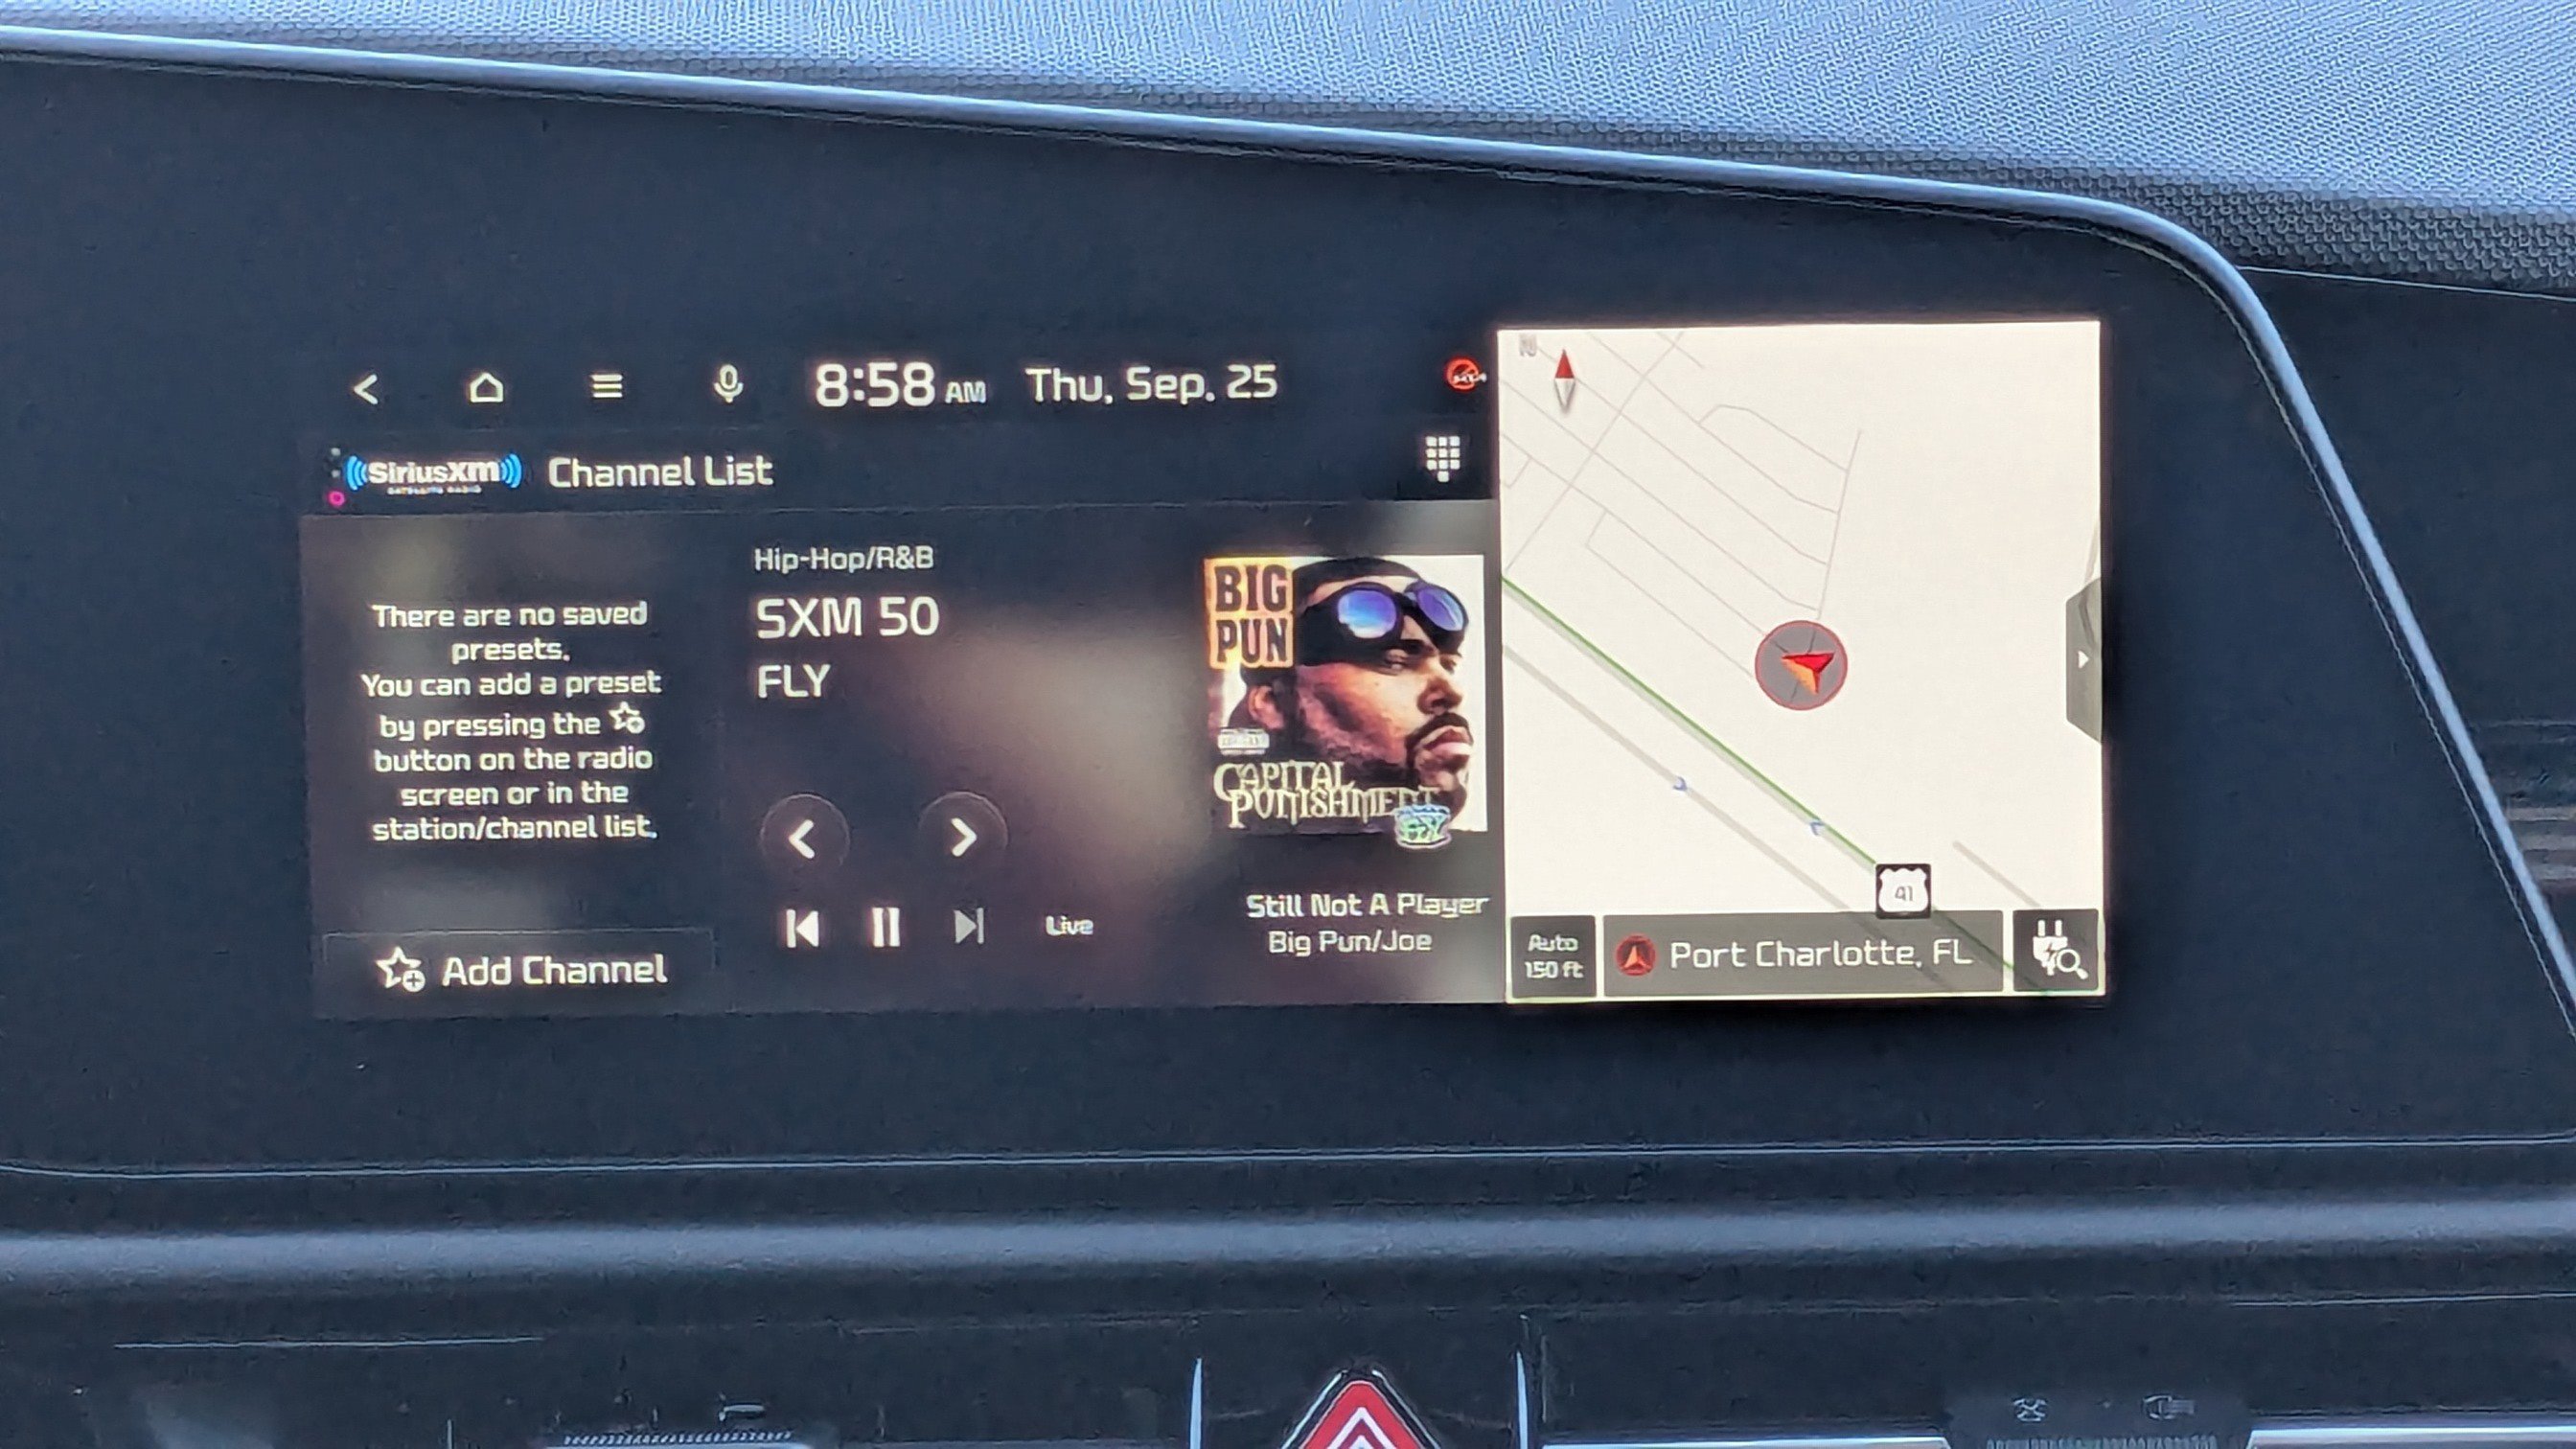 8:58 AM Thu, Sep. 25
SiriusXm Channel List
SATELLITE RADIO
There are no saved
presets.
You can add a preset
by pressing the
button on the radio
screen or in the
station/channel list.
Add Channel
Hip-Hop/R&B
SXM 50
FLY
Live
BIG
PUN
CAPITAL
PUNISHMENT
FLY
Still Not A Player
Big Pun/Joe
N
41
Auto
150 ft
Port Charlotte, FL